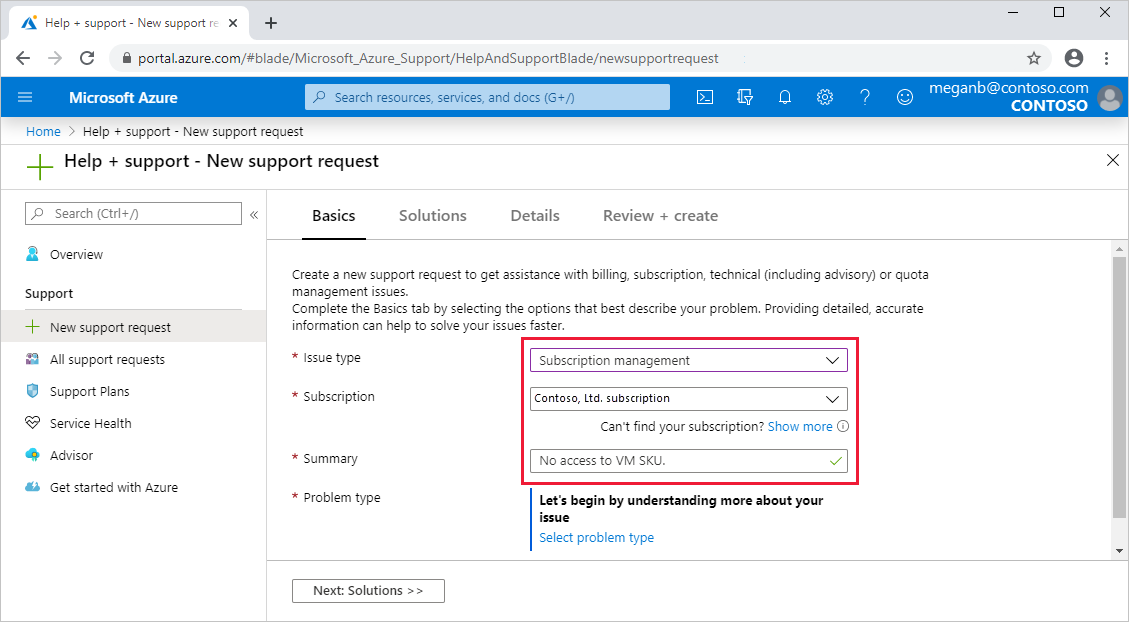 Help + support - New support re
portal.azure.com/#blade/Microsoft_Azure_Support/HelpAndSupportBlade/newsupportrequest
Microsoft Azure
Search resources, services, and docs (G+/)
meganb@contoso.com
CONTOSO
Home > Help + support - New support request
Help + support - New support request
Search (Ctrl+/)
«
Overview
Support
New support request
All support requests
Support Plans
Service Health
Advisor
Get started with Azure
Basics Solutions Details Review + create
Create a new support request to get assistance with billing, subscription, technical (including advisory) or quota
management issues.
Complete the Basics tab by selecting the options that best describe your problem. Providing detailed, accurate
information can help to solve your issues faster.
* Issue type Subscription management
* Subscription Contoso, Ltd. subscription
Can't find your subscription? Show more
* Summary No access to VM SKU.
* Problem type Let's begin by understanding more about your
issue
Select problem type
Next: Solutions >>